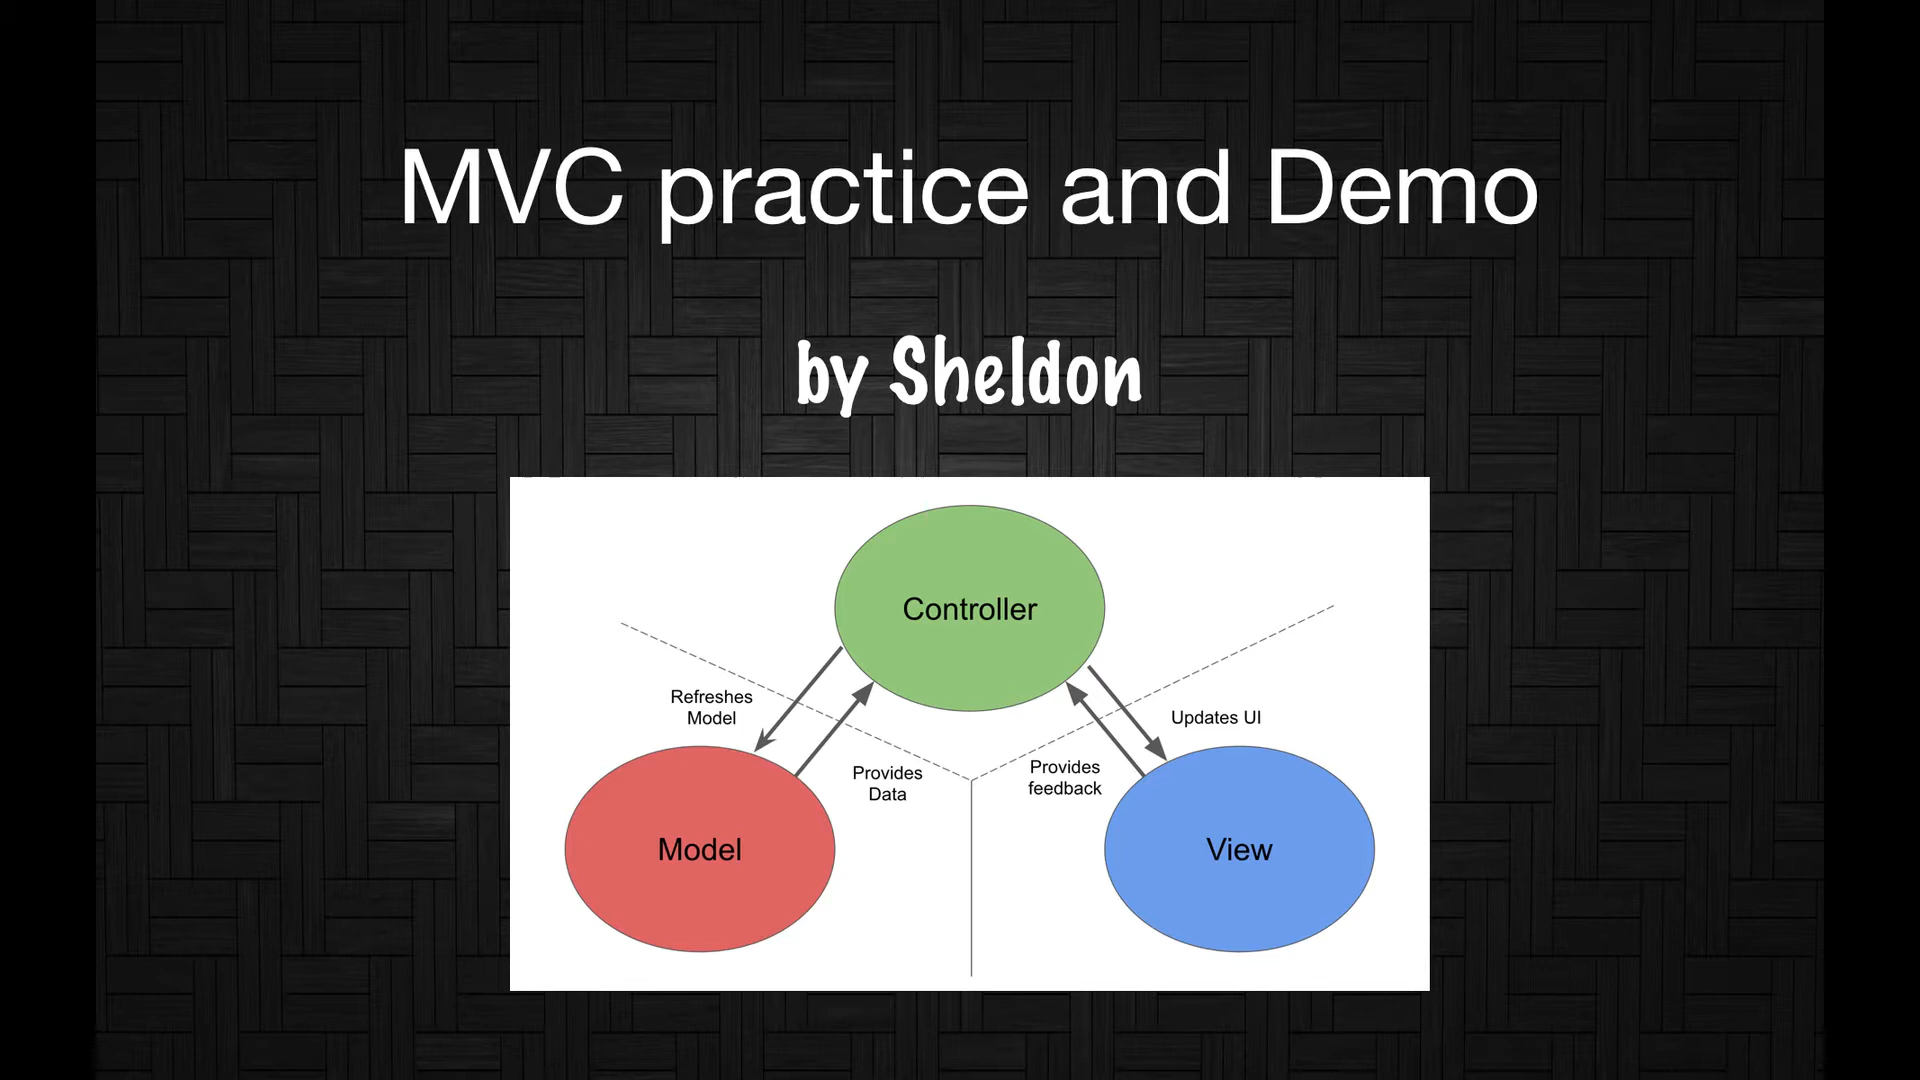 MVC practice and Demo
by Sheldon
Controller
Refreshes
Model
Updates UI
Provides
Data
Provides
feedback
Model
View